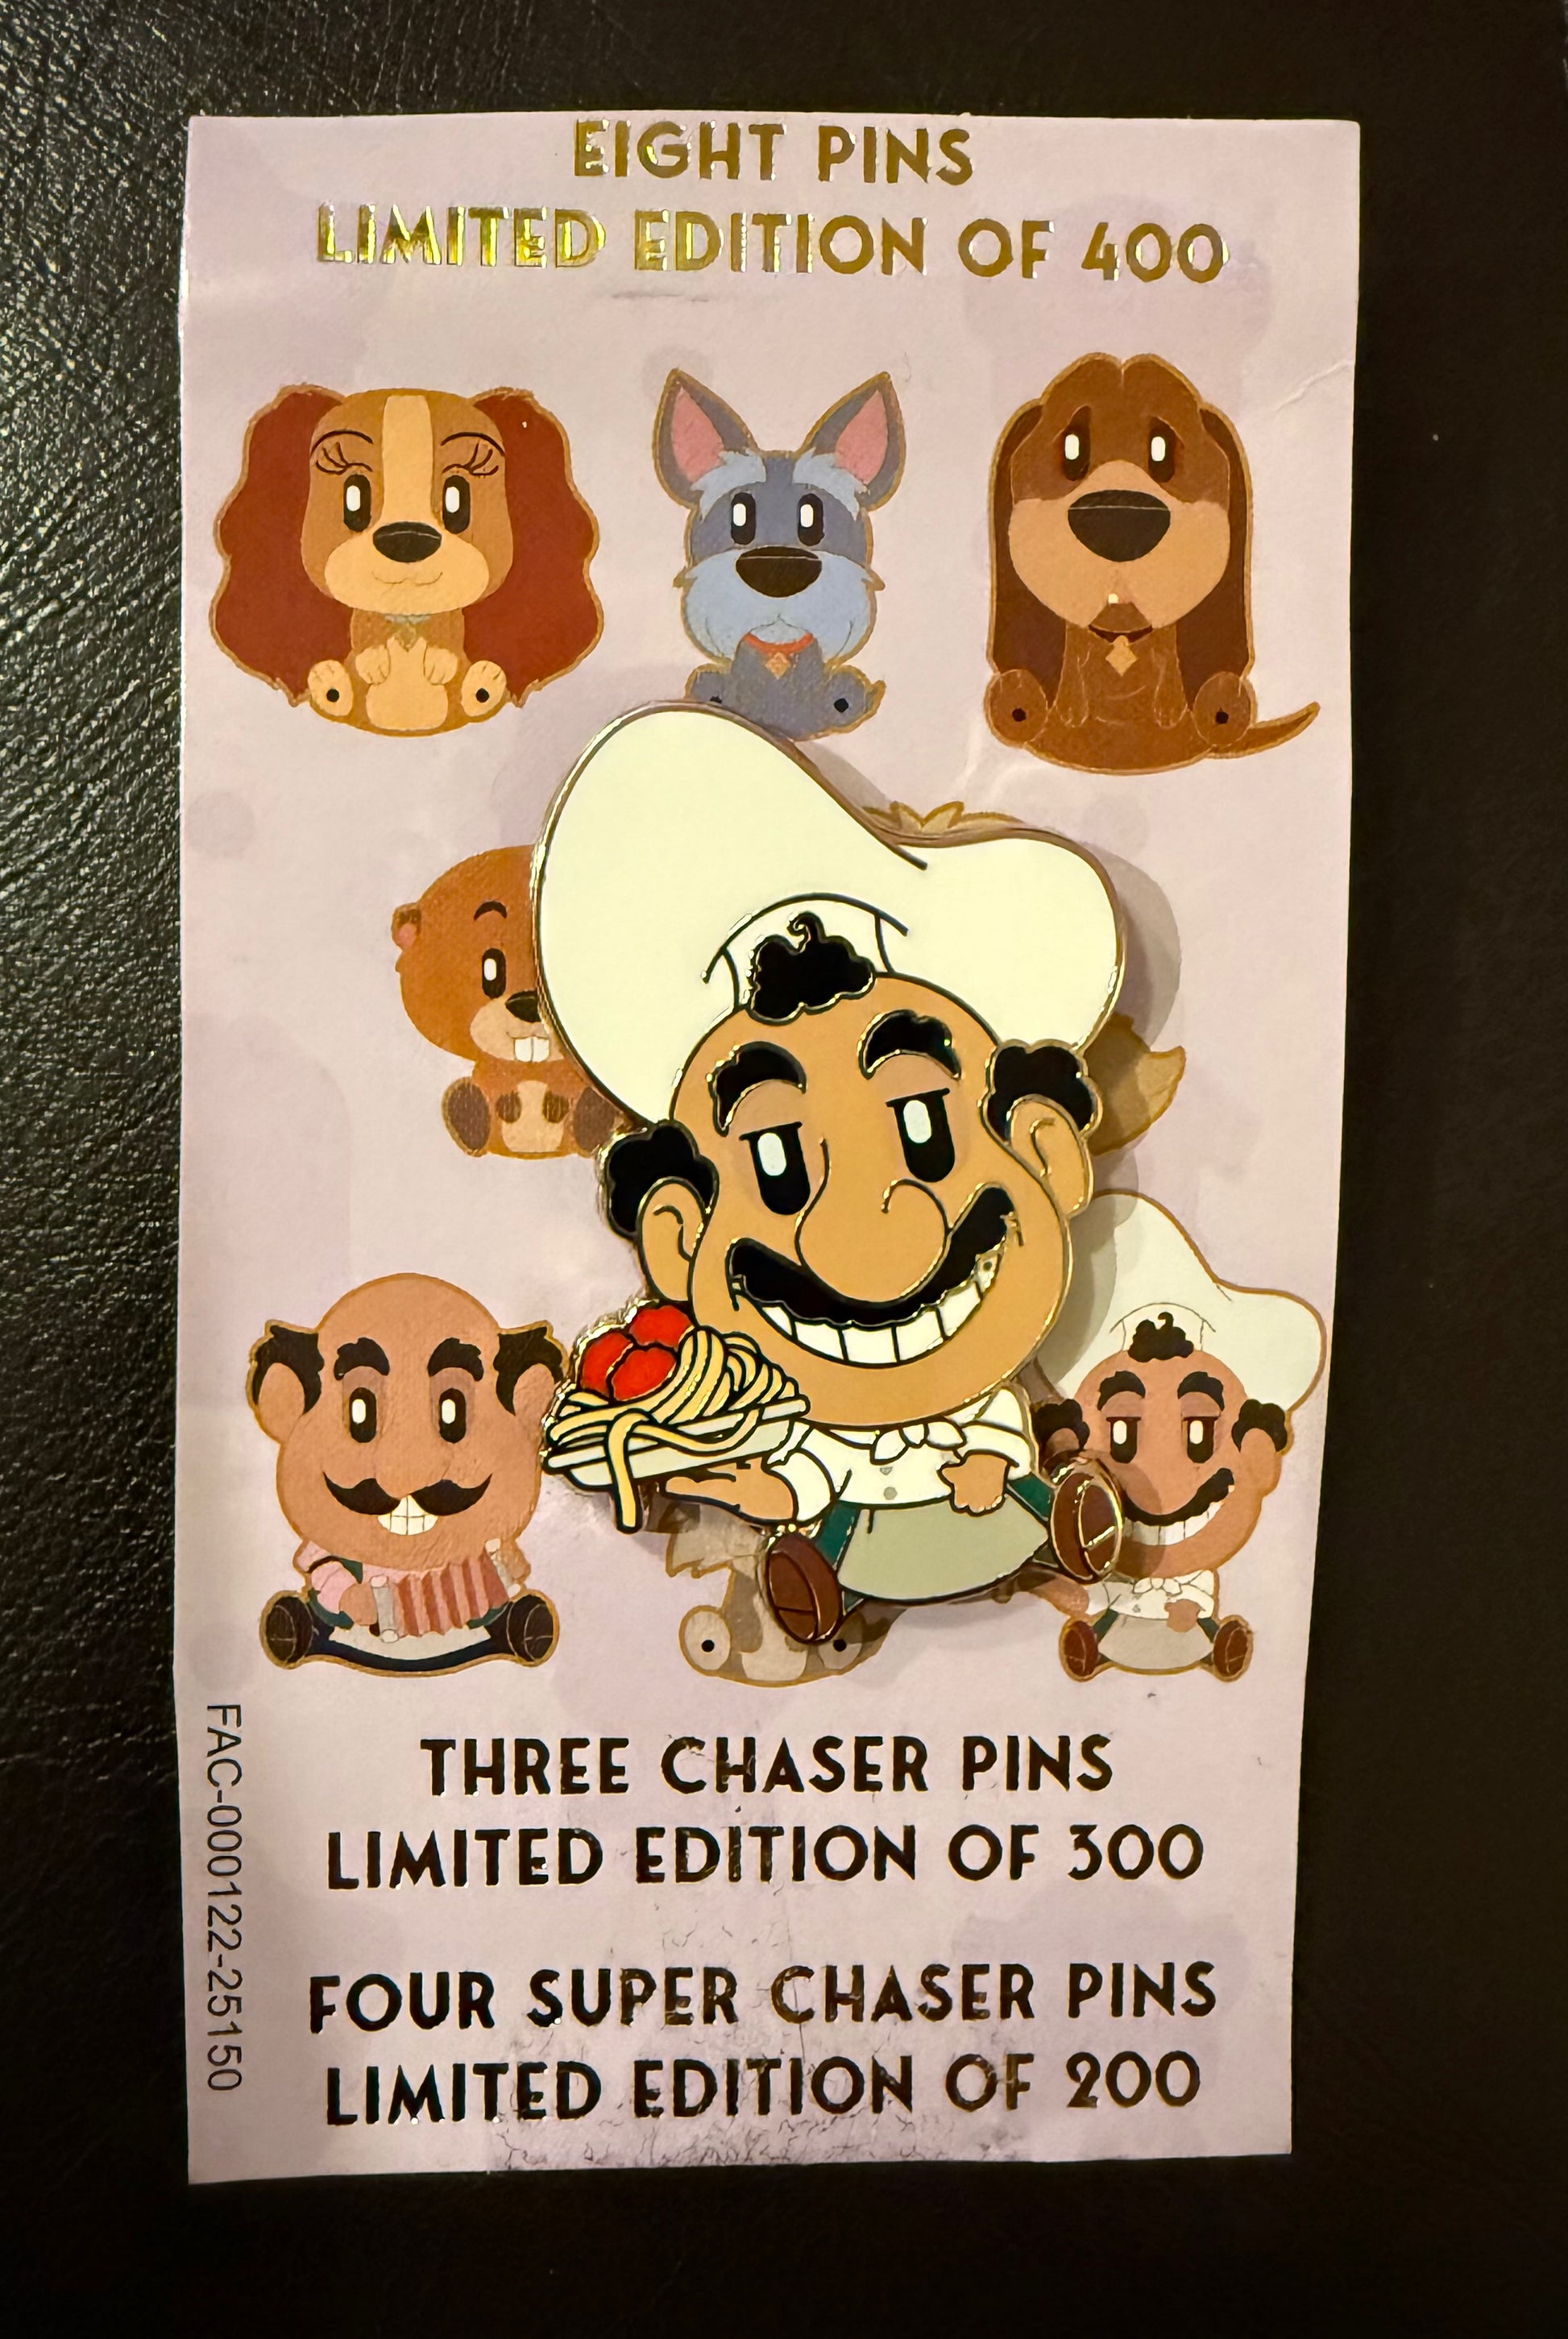 EIGHT PINS
LIMITED EDITION OF 400
THREE CHASER PINS
LIMITED EDITION OF 300
FOUR SUPER CHASER PINS
LIMITED EDITION OF 200
FAC-000122-25150